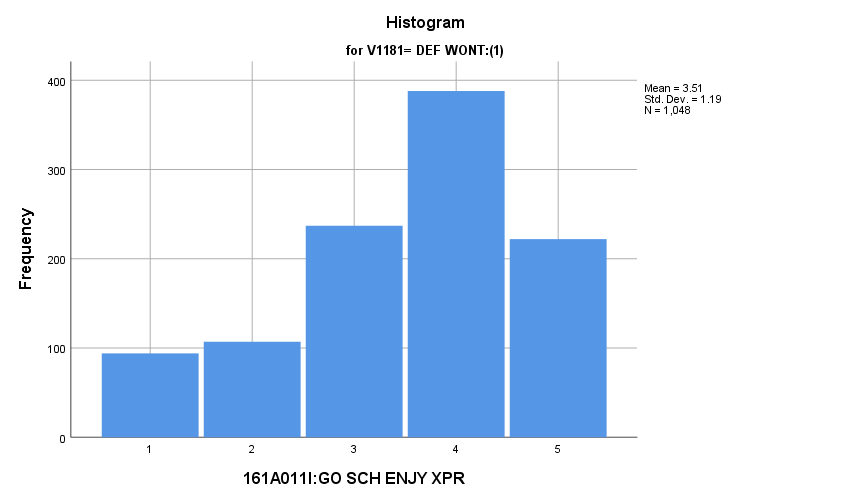 Histogram
for V1181= DEF WONT:(1)
Mean = 3.51
Std. Dev. = 1.19
N = 1,048
400
300
200
100
0
Frequency
1 2 3 4 5
161A011I:GO SCH ENJY XPR